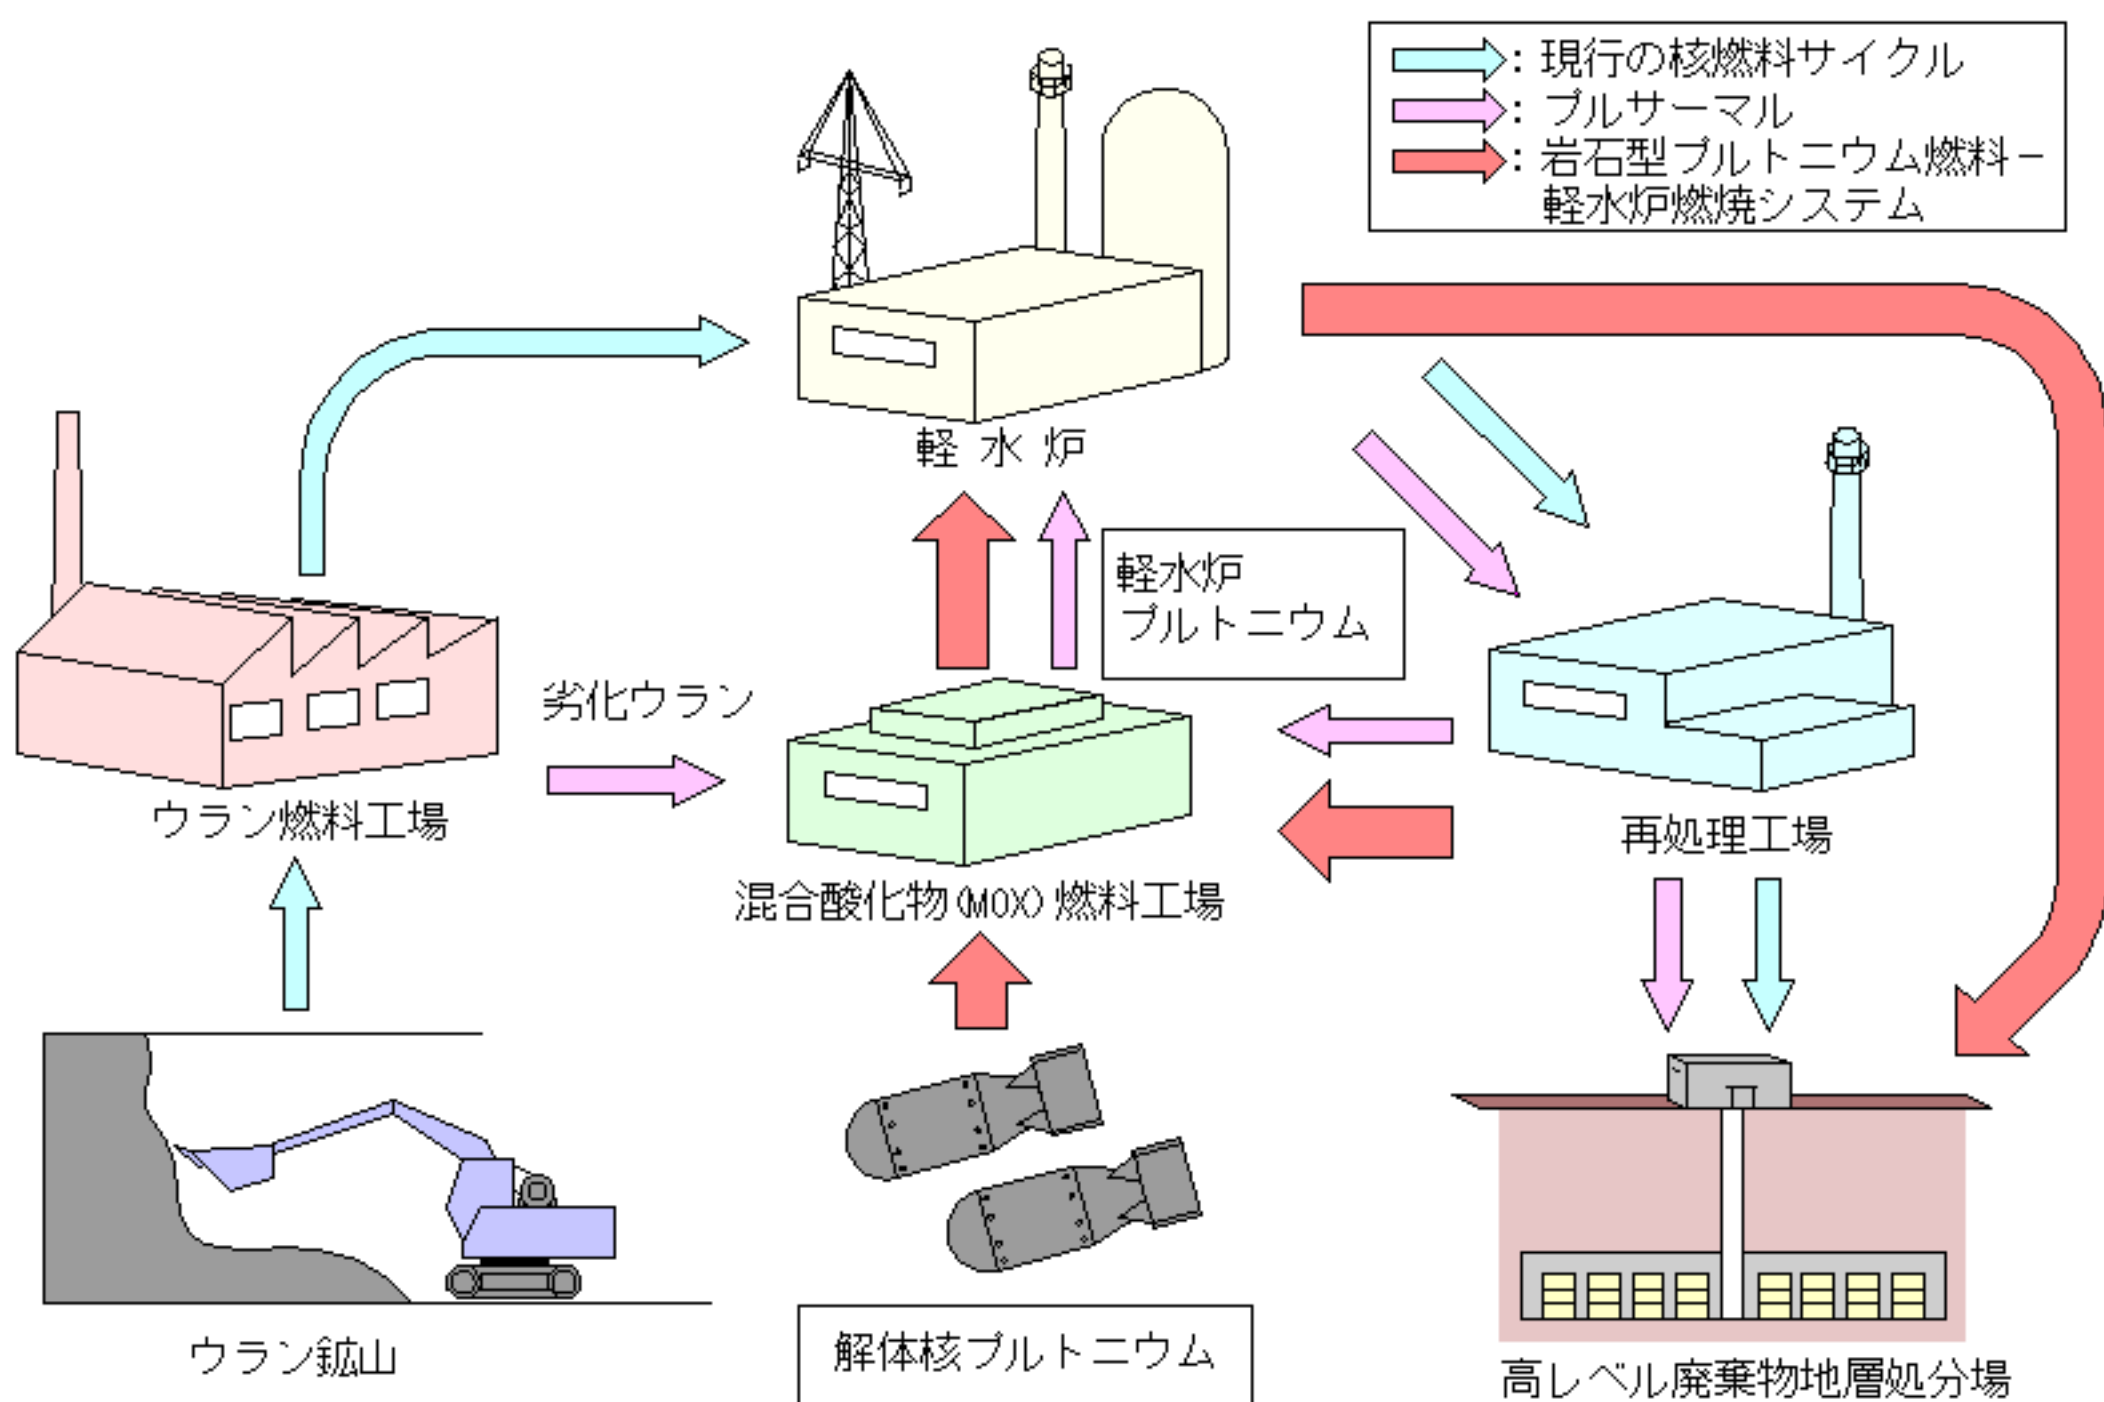 ：現行の核燃料サイクル
：プルサーマル
：岩石型プルトニウム燃料－
軽水炉燃焼システム
軽水炉
軽水炉
プルトニウム
劣化ウラン
ウラン燃料工場
再処理工場
混合酸化物(MOX)燃料工場
ウラン鉱山
解体核プルトニウム
高レベル廃棄物地層処分場